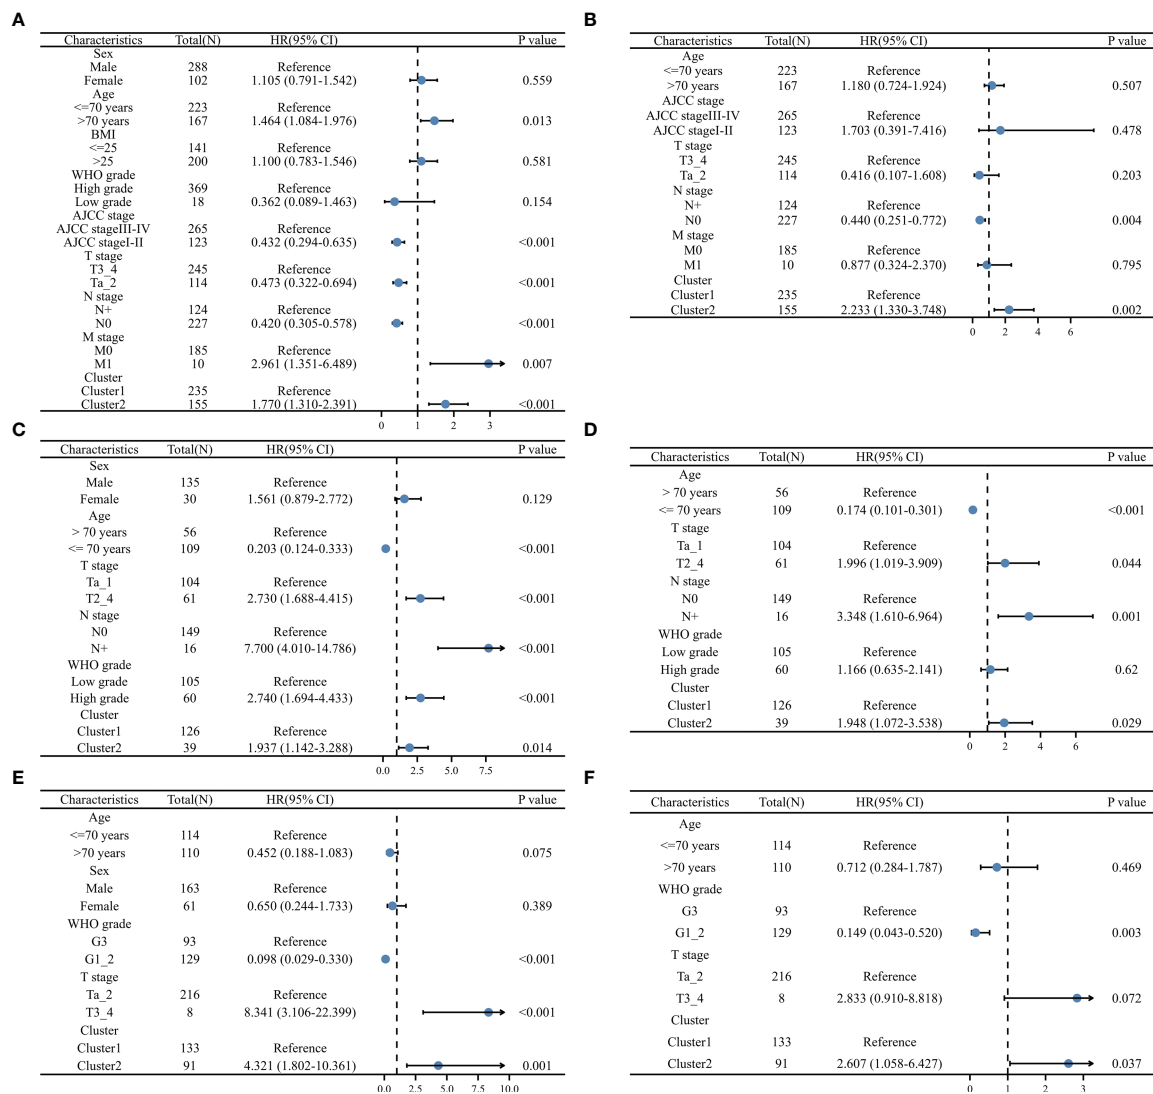 A
Characteristics Total(N) HR(95% CI) P value
Sex
Male 288 Reference
Female 102 1.105 (0.791-1.542) 0.559
Age
<=70 years 223 Reference
>70 years 167 1.464 (1.084-1.976) 0.013
BMI
<=25 141 Reference
>25 200 1.100 (0.783-1.546) 0.581
WHO grade
High grade 369 Reference
Low grade 18 0.362 (0.089-1.463) 0.154
AJCC stage
AJCC stageIII-IV 265 Reference
AJCC stageI-II 123 0.432 (0.294-0.635) <0.001
T stage
T3_4 245 Reference
Ta_2 114 0.473 (0.322-0.694) <0.001
N stage
N+ 124 Reference
N0 227 0.420 (0.305-0.578) <0.001
M stage
M0 185 Reference
M1 10 2.961 (1.351-6.489) 0.007
Cluster
Cluster1 235 Reference
Cluster2 155 1.770 (1.310-2.391) <0.001
0 1 2 3
B
Characteristics Total(N) HR(95% CI) P value
Age
<=70 years 223 Reference
>70 years 167 1.180 (0.724-1.924) 0.507
AJCC stage
AJCC stageIII-IV 265 Reference
AJCC stageI-II 123 1.703 (0.391-7.416) 0.478
T stage
T3_4 245 Reference
Ta_2 114 0.416 (0.107-1.608) 0.203
N stage
N+ 124 Reference
N0 227 0.440 (0.251-0.772) 0.004
M stage
M0 185 Reference
M1 10 0.877 (0.324-2.370) 0.795
Cluster
Cluster1 235 Reference
Cluster2 155 2.233 (1.330-3.748) 0.002
0 2 4 6
C
Characteristics Total(N) HR(95% CI) P value
Sex
Male 135 Reference
Female 30 1.561 (0.879-2.772) 0.129
Age
> 70 years 56 Reference
<= 70 years 109 0.203 (0.124-0.333) <0.001
T stage
Ta_1 104 Reference
T2_4 61 2.730 (1.688-4.415) <0.001
N stage
N0 149 Reference
N+ 16 7.700 (4.010-14.786) <0.001
WHO grade
Low grade 105 Reference
High grade 60 2.740 (1.694-4.433) <0.001
Cluster
Cluster1 126 Reference
Cluster2 39 1.937 (1.142-3.288) 0.014
0.0 2.5 5.0 7.5
D
Characteristics Total(N) HR(95% CI) P value
Age
> 70 years 56 Reference
<= 70 years 109 0.174 (0.101-0.301) <0.001
T stage
Ta_1 104 Reference
T2_4 61 1.996 (1.019-3.909) 0.044
N stage
N0 149 Reference
N+ 16 3.348 (1.610-6.964) 0.001
WHO grade
Low grade 105 Reference
High grade 60 1.166 (0.635-2.141) 0.62
Cluster
Cluster1 126 Reference
Cluster2 39 1.948 (1.072-3.538) 0.029
0 2 4 6
E
Characteristics Total(N) HR(95% CI) P value
Age
<=70 years 114 Reference
>70 years 110 0.452 (0.188-1.083) 0.075
Sex
Male 163 Reference
Female 61 0.650 (0.244-1.733) 0.389
WHO grade
G3 93 Reference
G1_2 129 0.098 (0.029-0.330) <0.001
T stage
Ta_2 216 Reference
T3_4 8 8.341 (3.106-22.399) <0.001
Cluster
Cluster1 133 Reference
Cluster2 91 4.321 (1.802-10.361) 0.001
0.0 2.5 5.0 7.5 10.0
F
Characteristics Total(N) HR(95% CI) P value
Age
<=70 years 114 Reference
>70 years 110 0.712 (0.284-1.787) 0.469
WHO grade
G3 93 Reference
G1_2 129 0.149 (0.043-0.520) 0.003
T stage
Ta_2 216 Reference
T3_4 8 2.833 (0.910-8.818) 0.072
Cluster
Cluster1 133 Reference
Cluster2 91 2.607 (1.058-6.427) 0.037
0 1 2 3